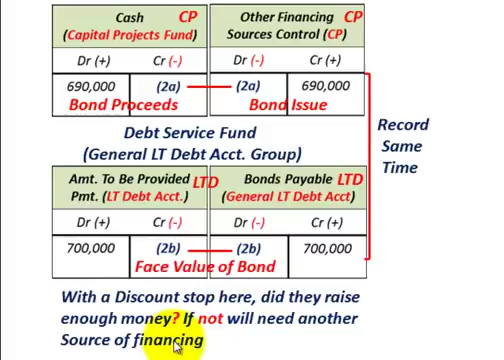 Cash CP
(Capital Projects Fund)
Other Financing CP
Sources Control (CP)
Dr (+) Cr (-) Dr (-) Cr (+)
690,000 (2a) (2a) 690,000
Bond Proceeds Bond Issue
Record
Same
Time
Debt Service Fund
(General LT Debt Acct. Group)
Amt. To be Provided LTD
Pmt. (LT Debt Acct.)
Bonds Payable LTD
(General LT Debt Acct)
Dr (+) Cr (-) Dr (-) Cr (+)
700,000 (2b) (2b) 700,000
Face Value of Bond
With a Discount stop here, did they raise
enough money? If not will need another
Source of financing